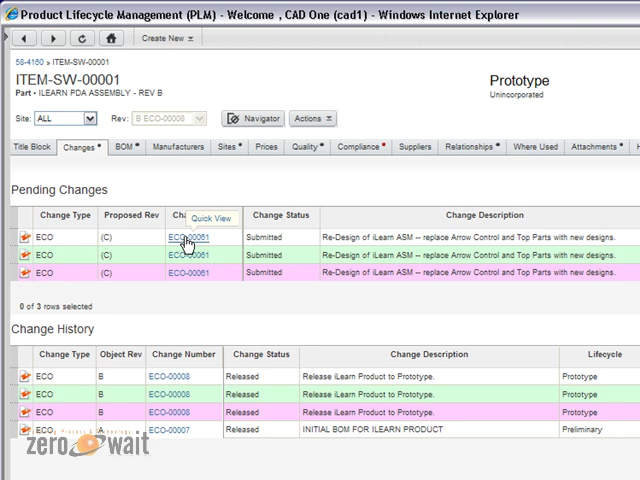 Product Lifecycle Management (PLM) - Welcome , CAD One (cad1) - Windows Internet Explorer
Create New
58-4160 » ITEM-SW-00001
ITEM-SW-00001
Part • ILEARN PDA ASSEMBLY - REV B
Prototype
Unincorporated
Site: ALL Rev: B ECO-00008 Navigator Actions
Title Block Changes BOM Manufacturers Sites Prices Quality Compliance Suppliers Relationships Where Used Attachments H
Pending Changes
Change Type Proposed Rev Cha Change Status Change Description
Quick View
ECO (C) ECO-00061 Submitted Re-Design of iLearn ASM -- replace Arrow Control and Top Parts with new designs.
ECO (C) ECO-00061 Submitted Re-Design of iLearn ASM -- replace Arrow Control and Top Parts with new designs.
ECO (C) ECO-00061 Submitted Re-Design of iLearn ASM -- replace Arrow Control and Top Parts with new designs.
0 of 3 rows selected
Change History
Change Type Object Rev Change Number Change Status Change Description Lifecycle
ECO B ECO-00008 Released Release iLearn Product to Prototype. Prototype
ECO B ECO-00008 Released Release iLearn Product to Prototype. Prototype
ECO B ECO-00008 Released Release iLearn Product to Prototype. Prototype
ECO A ECO-00007 Released INITIAL BOM FOR ILEARN PRODUCT Preliminary
zero wait